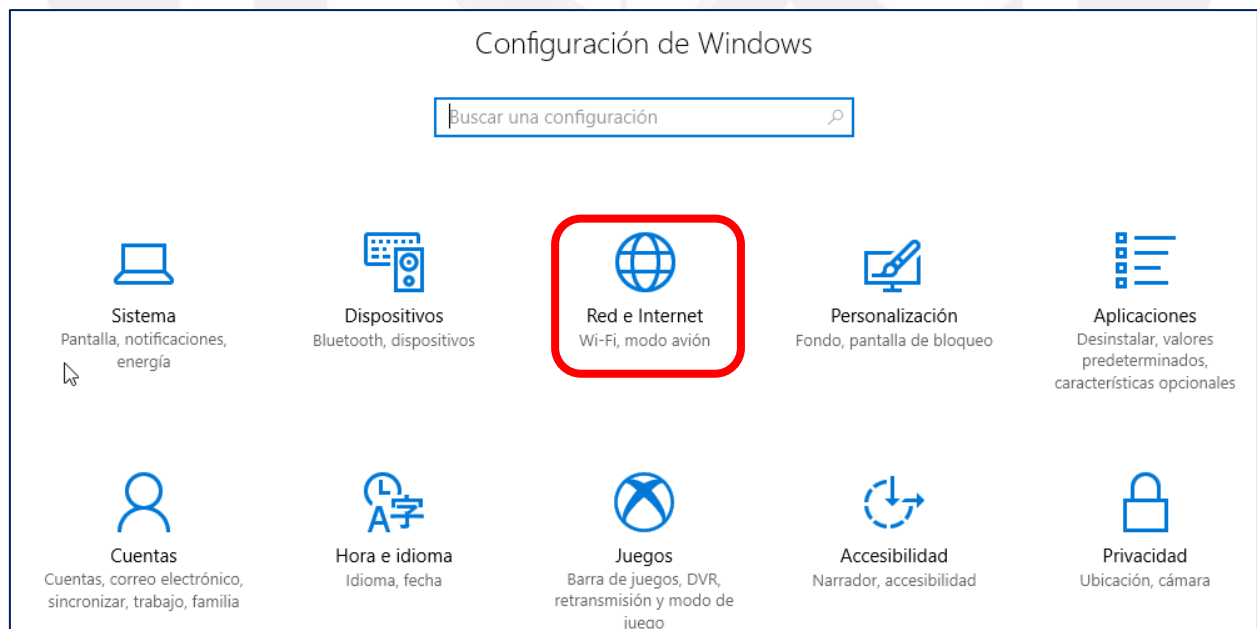 Configuración de Windows
Buscar una configuración
Sistema
Pantalla, notificaciones,
energía
Dispositivos
Bluetooth, dispositivos
Red e Internet
Wi-Fi, modo avión
Personalización
Fondo, pantalla de bloqueo
Aplicaciones
Desinstalar, valores
predeterminados,
características opcionales
Cuentas
Cuentas, correo electrónico,
sincronizar, trabajo, familia
A字
Hora e idioma
Idioma, fecha
Juegos
Barra de juegos, DVR,
retransmisión y modo de
juego
Accesibilidad
Narrador, accesibilidad
Privacidad
Ubicación, cámara